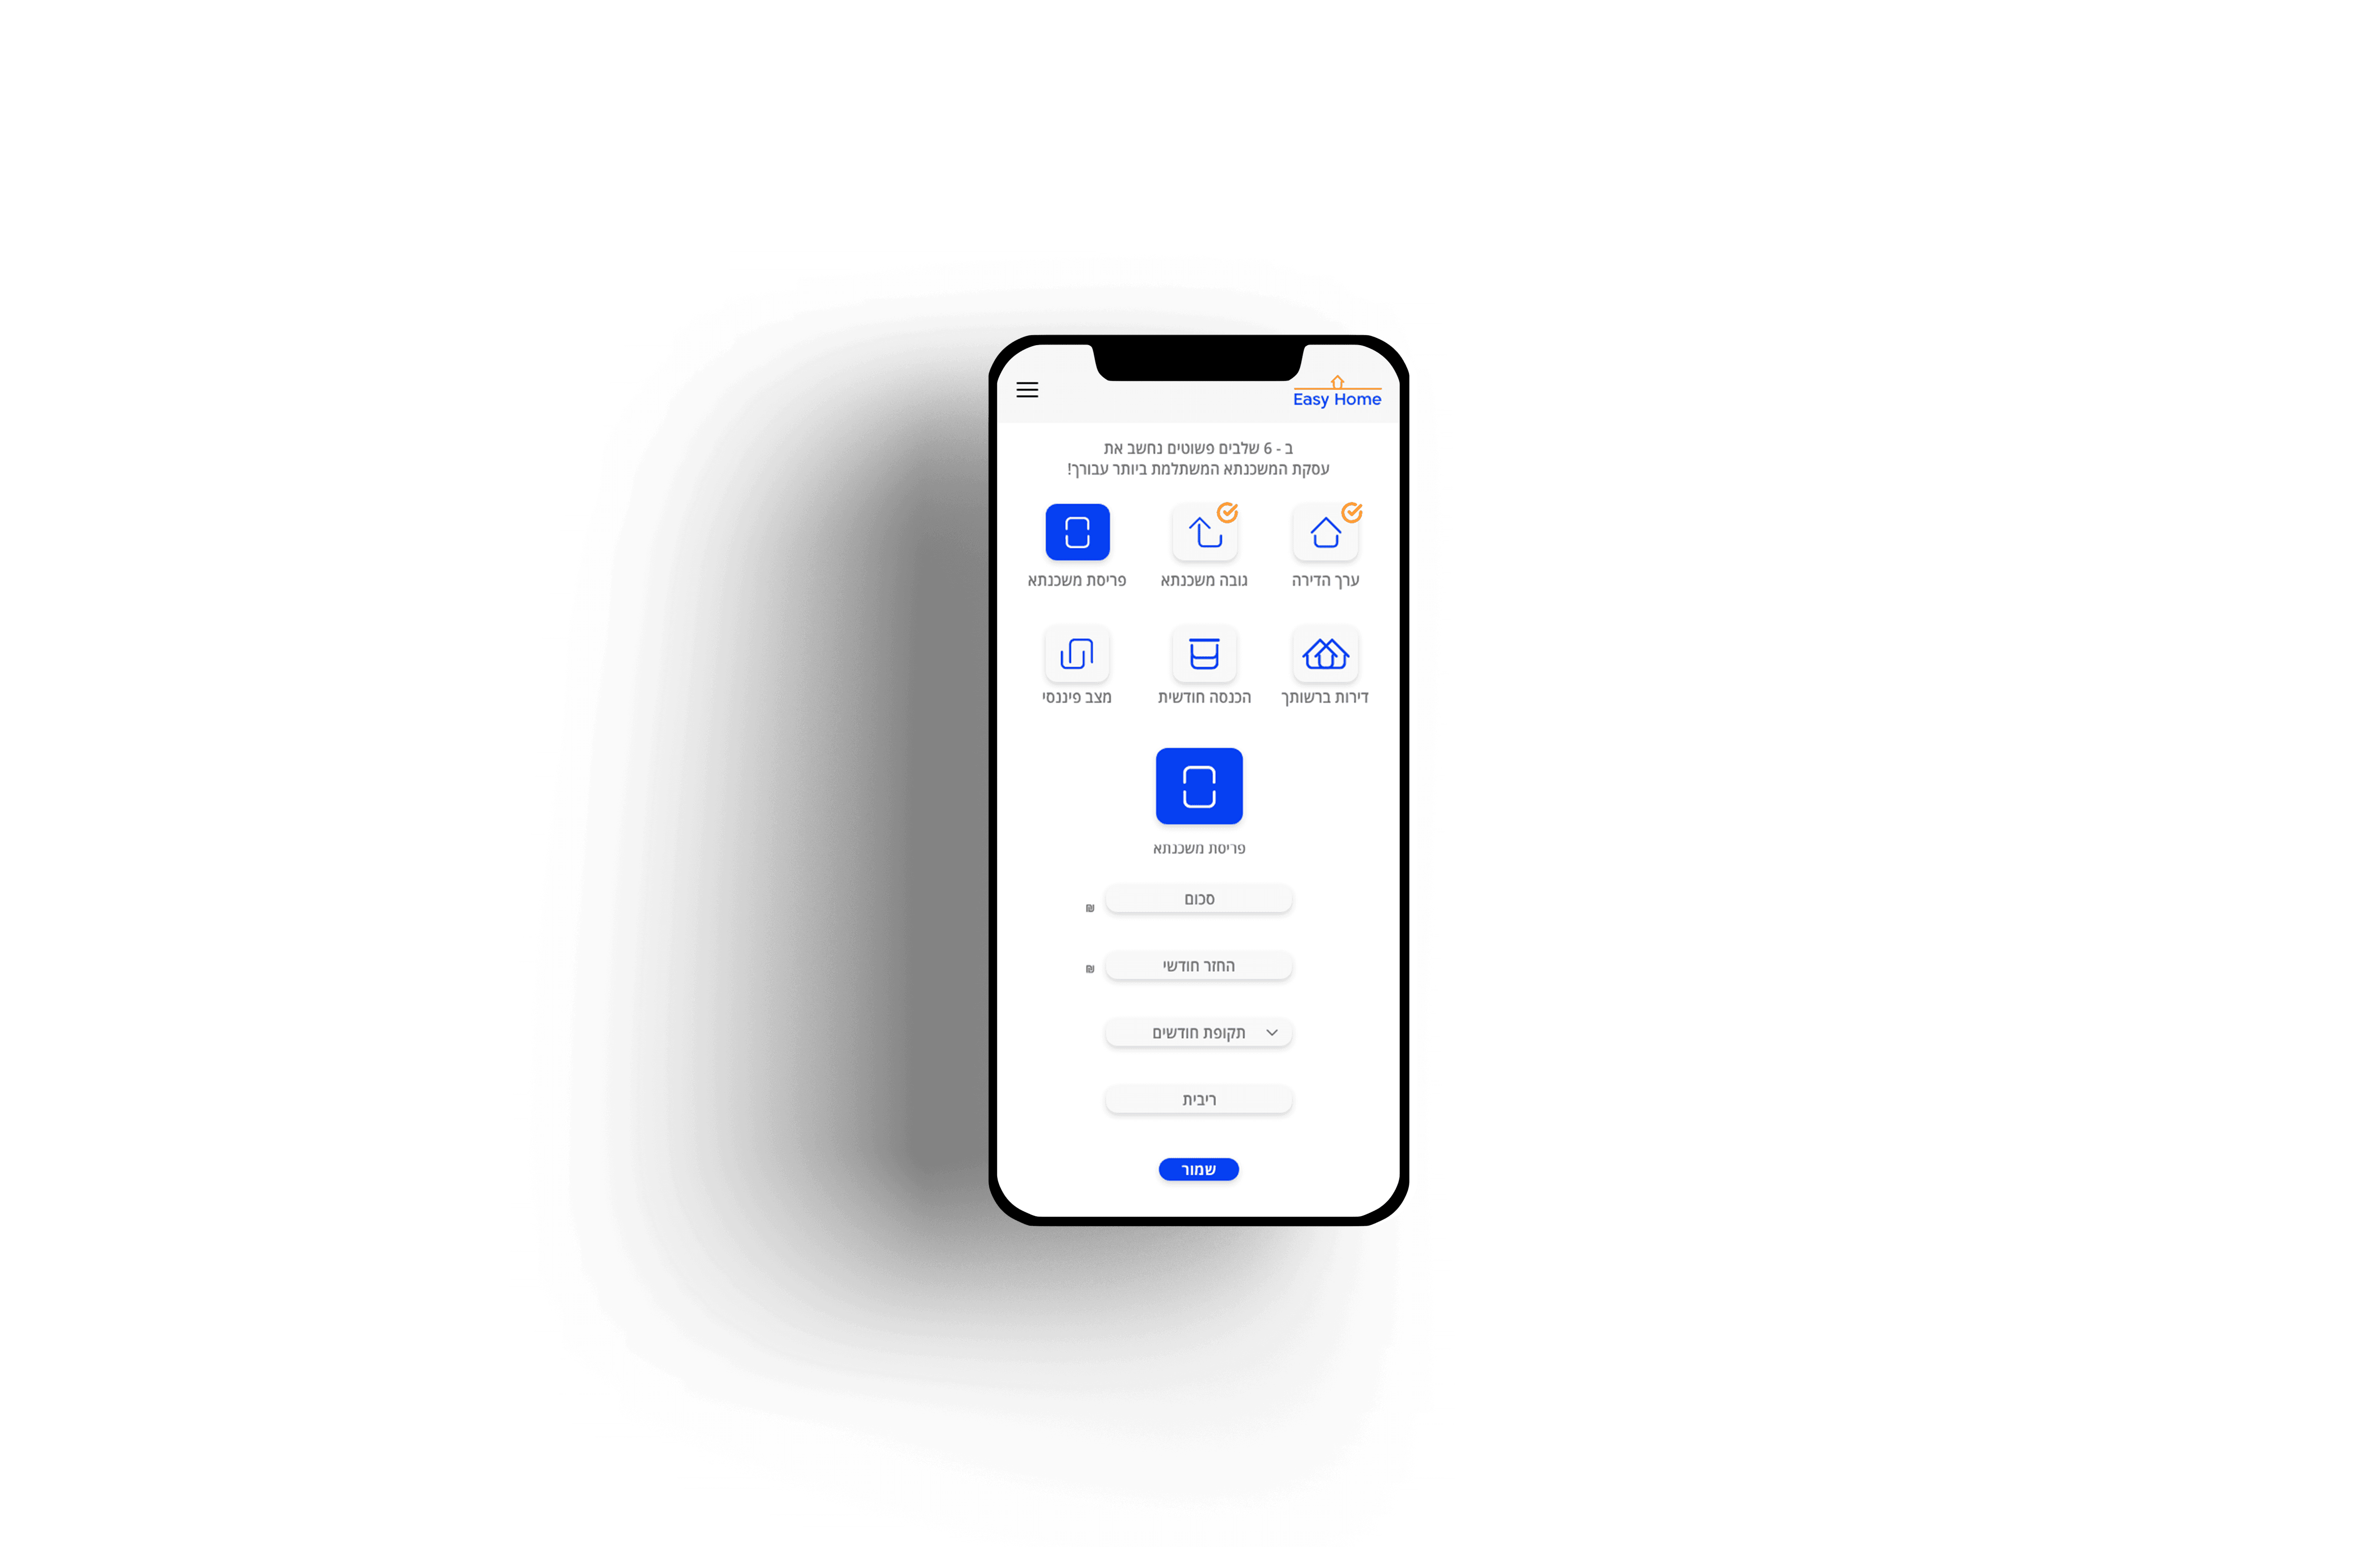 Easy Home
ב - 6 שלבים פשוטים נחשב את
עסקת המשכנתא המשתלמת ביותר עבורך!
ערך הדירה
גובה משכנתא
פריסת משכנתא
דירות ברשותך
הכנסה חודשית
מצב פיננסי
פריסת משכנתא
סכום
₪
החזר חודשי
₪
תקופת חודשים
ריבית
שמור